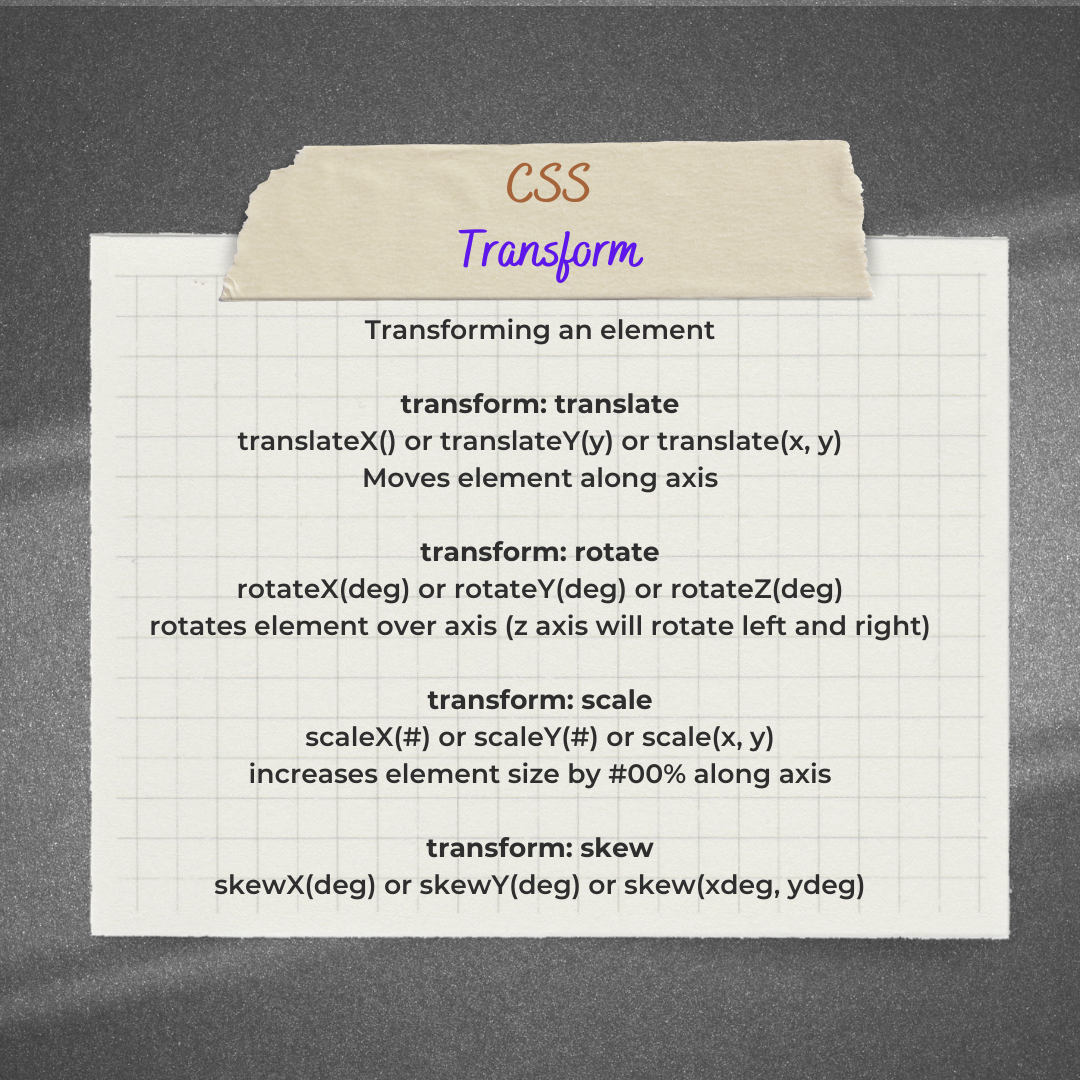 CSS
Transform
Transforming an element
transform: translate
translateX() or translateY(y) or translate(x, y)
Moves element along axis
transform: rotate
rotateX(deg) or rotateY(deg) or rotateZ(deg)
rotates element over axis (z axis will rotate left and right)
transform: scale
scaleX(#) or scaleY(#) or scale(x, y)
increases element size by #00% along axis
transform: skew
skewX(deg) or skewY(deg) or skew(xdeg, ydeg)